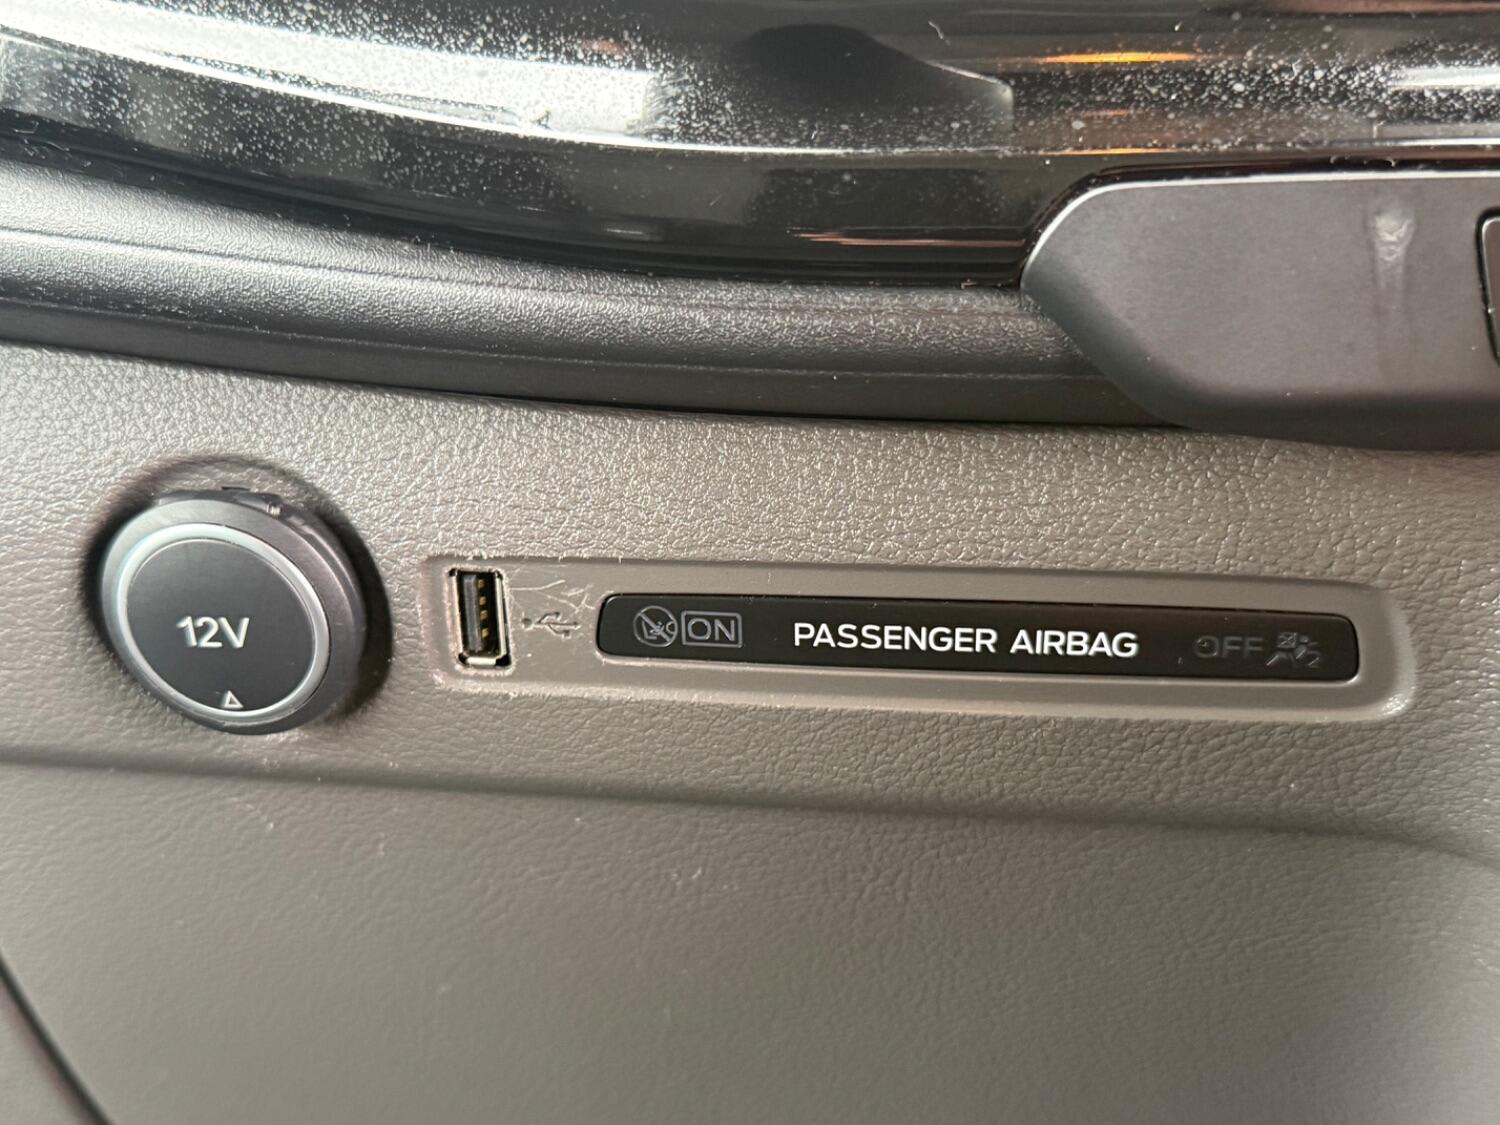 12V
ON PASSENGER AIRBAG OFF